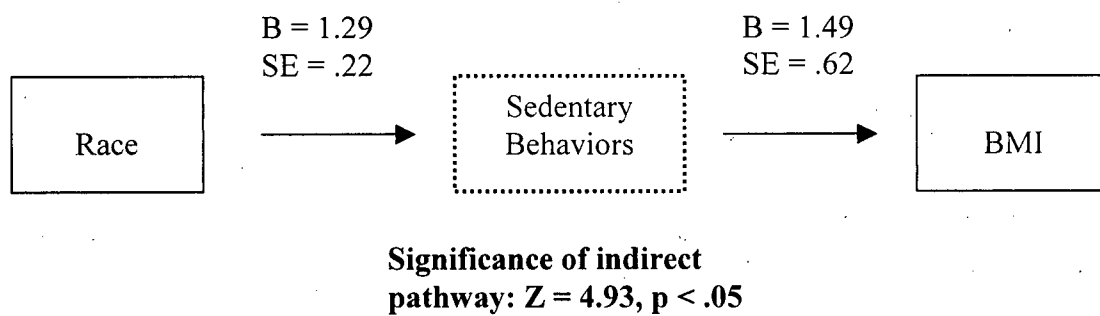 B = 1.29
SE = .22
B = 1.49
SE = .62
Race
Sedentary
Behaviors
BMI
Significance of indirect
pathway: Z = 4.93, p < .05